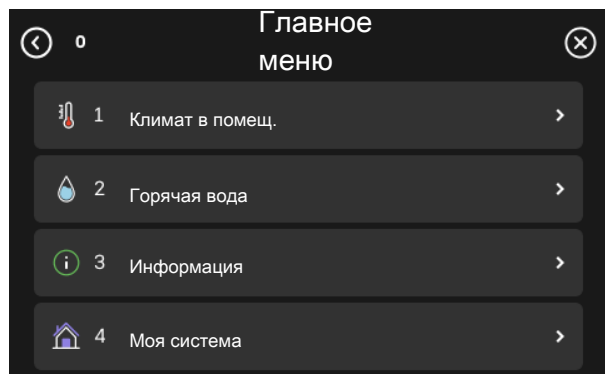 0
Главное
меню
1 Климат в помещ.
2 Горячая вода
3 Информация
4 Моя система